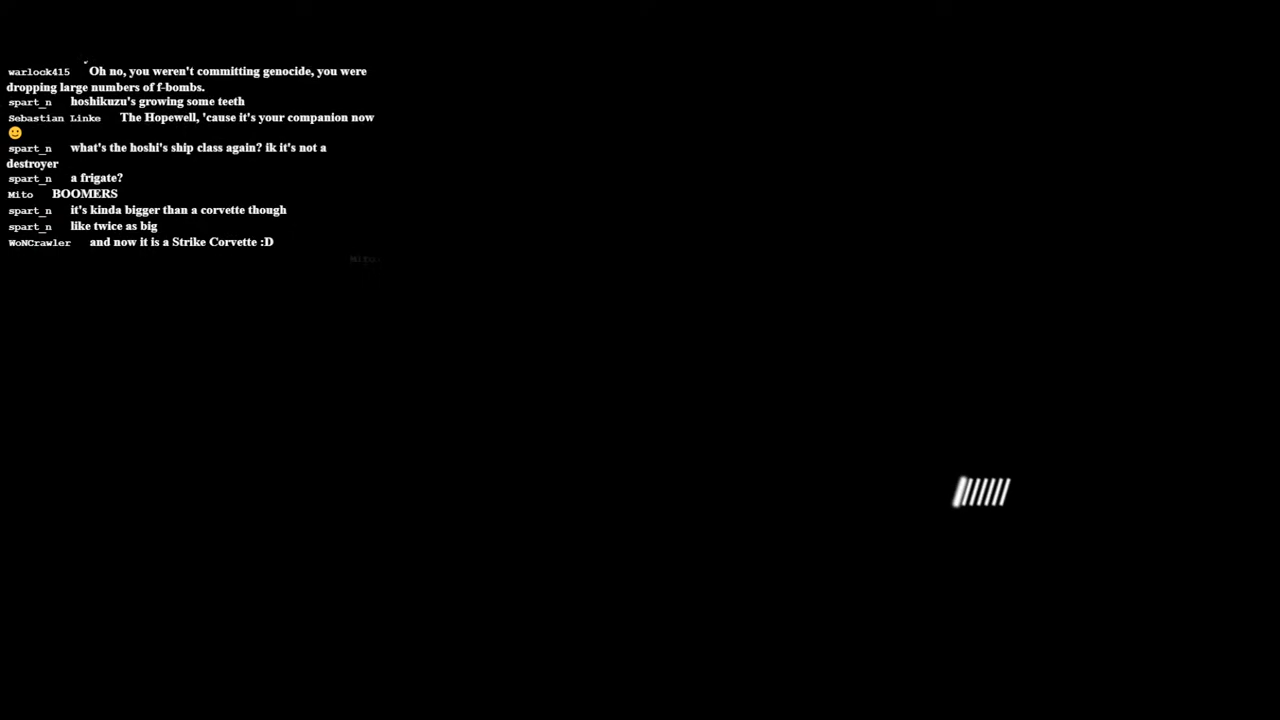 warlock415 Oh no, you weren't committing genocide, you were
dropping large numbers of f-bombs.
spart_n hoshikuzu's growing some teeth
Sebastian Linke The Hopewell, 'cause it's your companion now
🙂
spart_n what's the hoshi's ship class again? ik it's not a
destroyer
spart_n a frigate?
Mito BOOMERS
spart_n it's kinda bigger than a corvette though
spart_n like twice as big
WoNCrawler and now it is a Strike Corvette :D
Mito